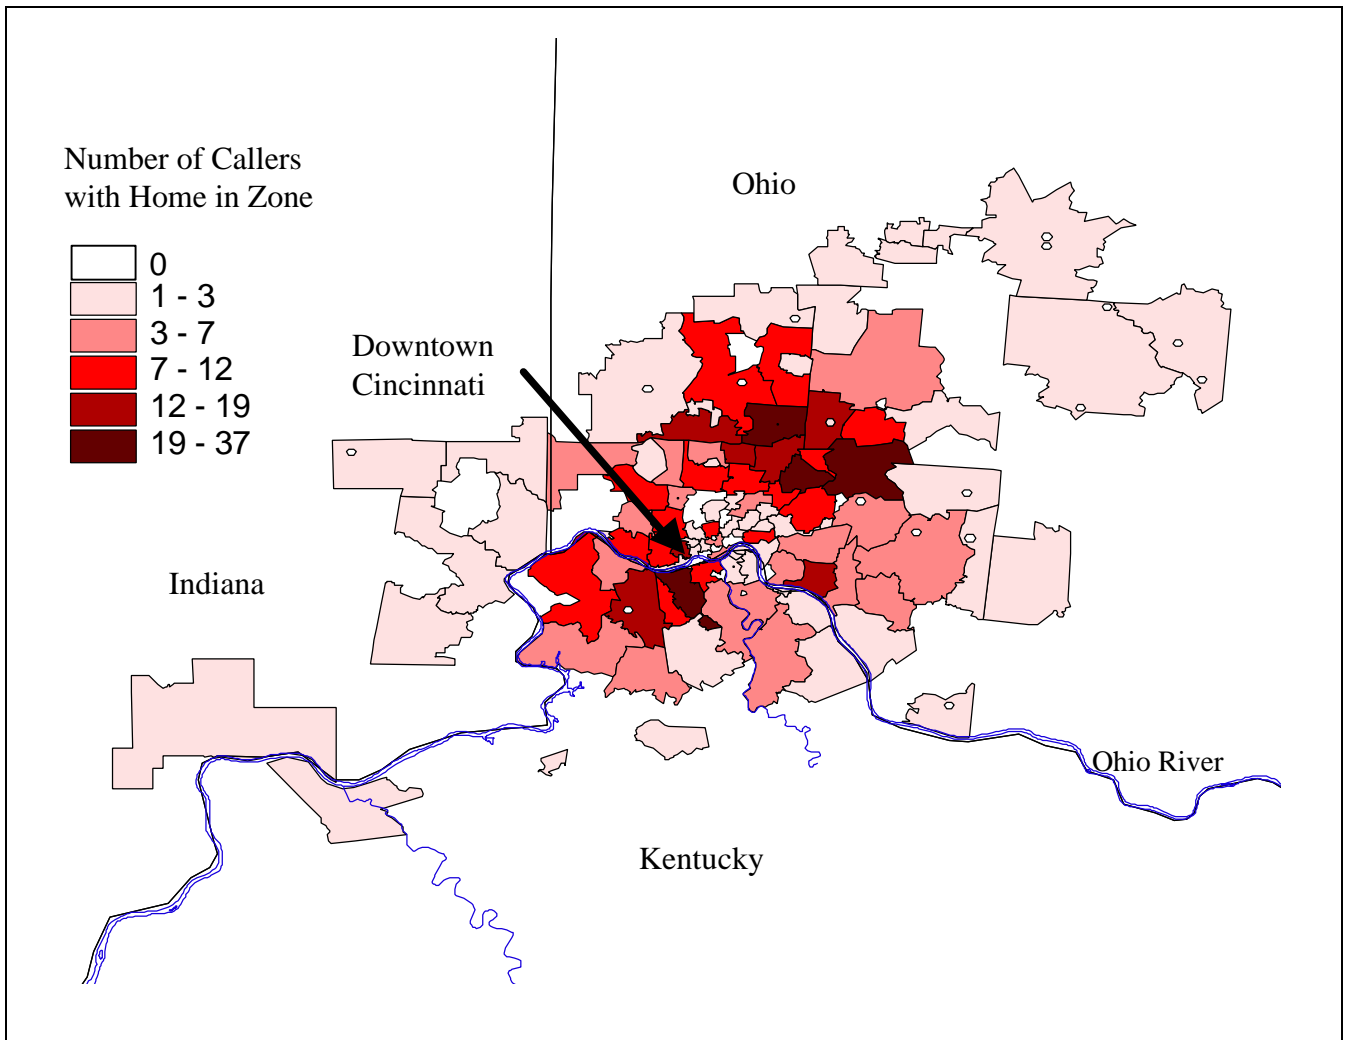 Number of Callers
with Home in Zone
0
1 - 3
3 - 7
7 - 12
12 - 19
19 - 37
Ohio
Downtown
Cincinnati
Indiana
Ohio River
Kentucky